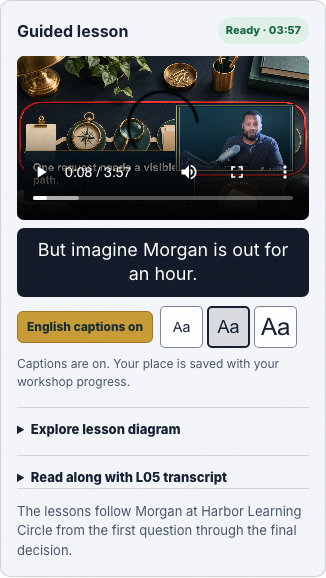 Guided lesson
Ready · 03:57
One request needs a visible
path.
0:08 / 3:57
But imagine Morgan is out for
an hour.
English captions on
Aa
Aa
Aa
Captions are on. Your place is saved with your
workshop progress.
Explore lesson diagram
Read along with L05 transcript
The lessons follow Morgan at Harbor Learning
Circle from the first question through the final
decision.